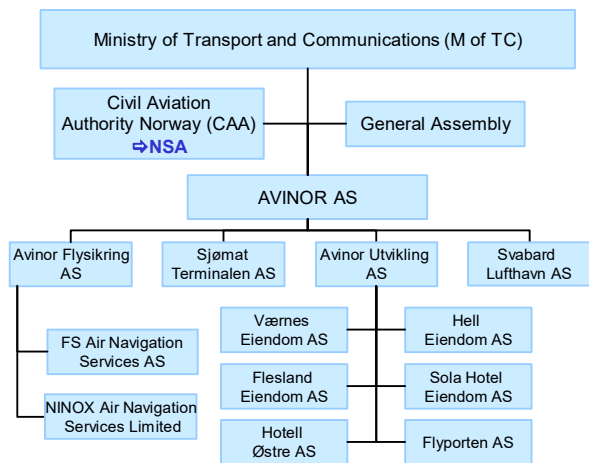 Ministry of Transport and Communications (M of TC)
Civil Aviation
Authority Norway (CAA)
⇨NSA
General Assembly
AVINOR AS
Avinor Flysikring
AS
Sjømat
Terminalen AS
Avinor Utvikling
AS
Svabard
Lufthavn AS
FS Air Navigation
Services AS
NINOX Air Navigation
Services Limited
Værnes
Eiendom AS
Hell
Eiendom AS
Flesland
Eiendom AS
Sola Hotel
Eiendom AS
Hotell
Østre AS
Flyporten AS